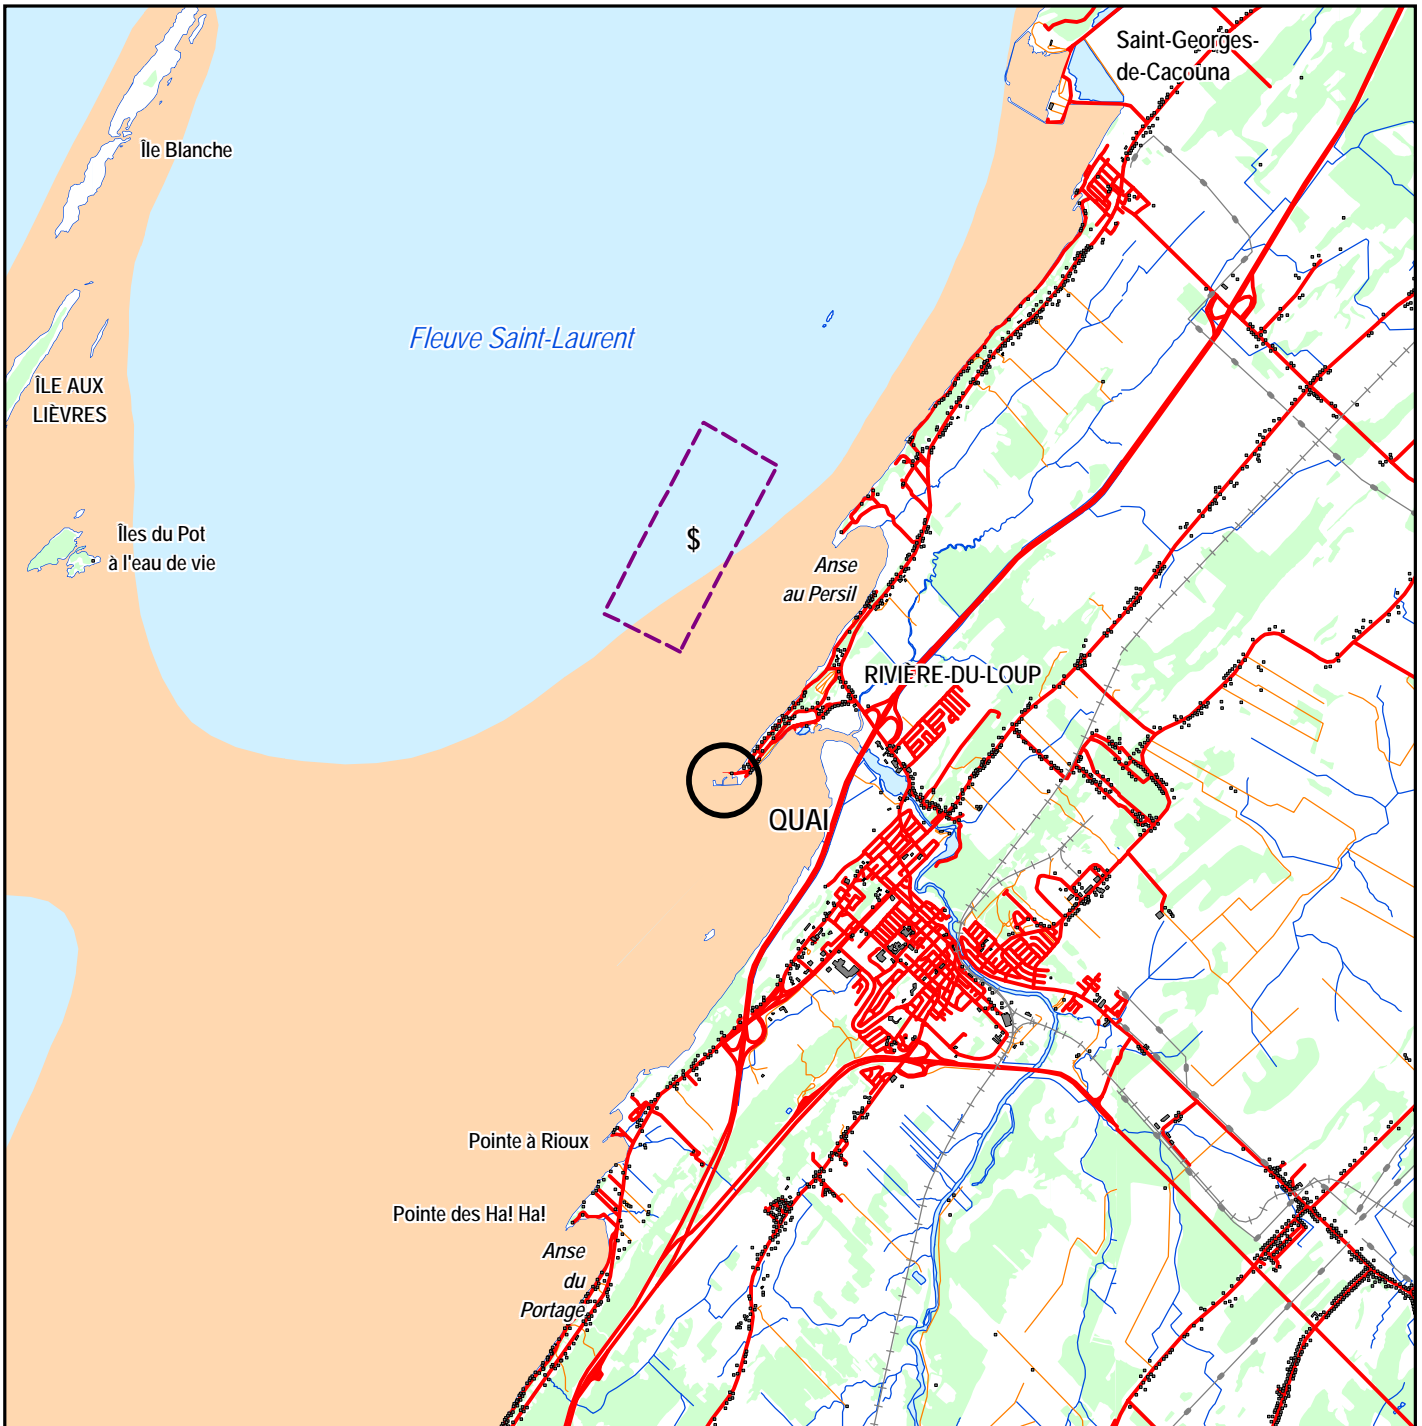 Saint-Georges-
de-Cacouna
Île Blanche
Fleuve Saint-Laurent
ÎLE AUX
LIÈVRES
$
Îles du Pot
à l'eau de vie
Anse
au Persil
RIVIÈRE-DU-LOUP
QUAI
Pointe à Rioux
Pointe des Ha! Ha!
Anse
du
Portage